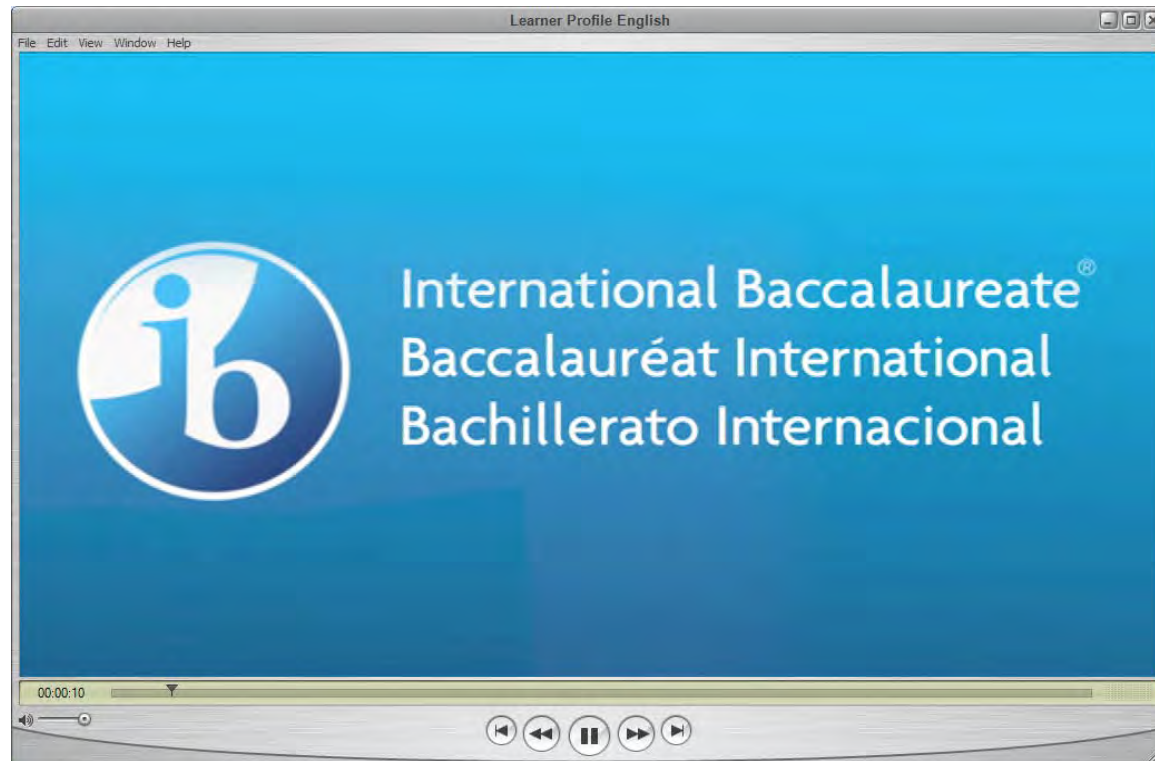 Learner Profile English
File Edit View Window Help
ib
International Baccalaureate®
Baccalauréat International
Bachillerato Internacional
00:00:10